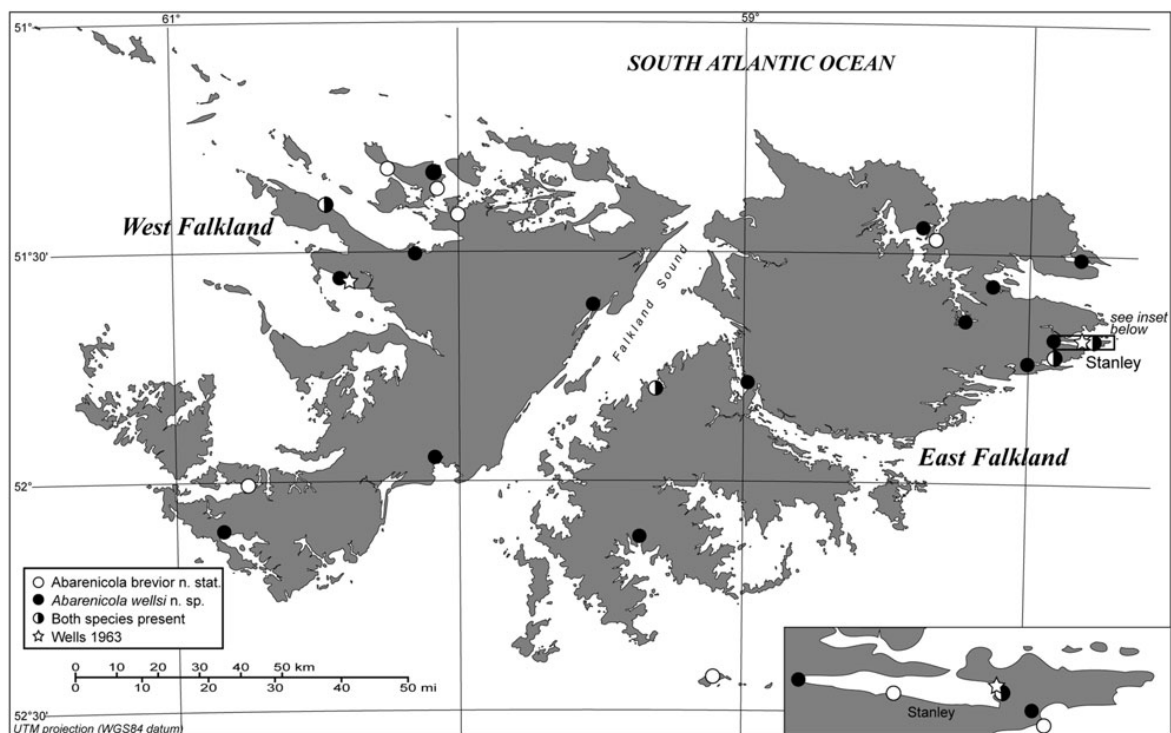 61°
59°
51°
SOUTH ATLANTIC OCEAN
West Falkland
51°30'
Falkland Sound
see inset
below
Stanley
East Falkland
52°
Abarenicola brevior n. stat.
Abarenicola wellsi n. sp.
Both species present
Wells 1963
0 10 20 30 40 50 km
0 10 20 30 40 50 mi
52°30'
UTM projection (WGS84 datum)
Stanley